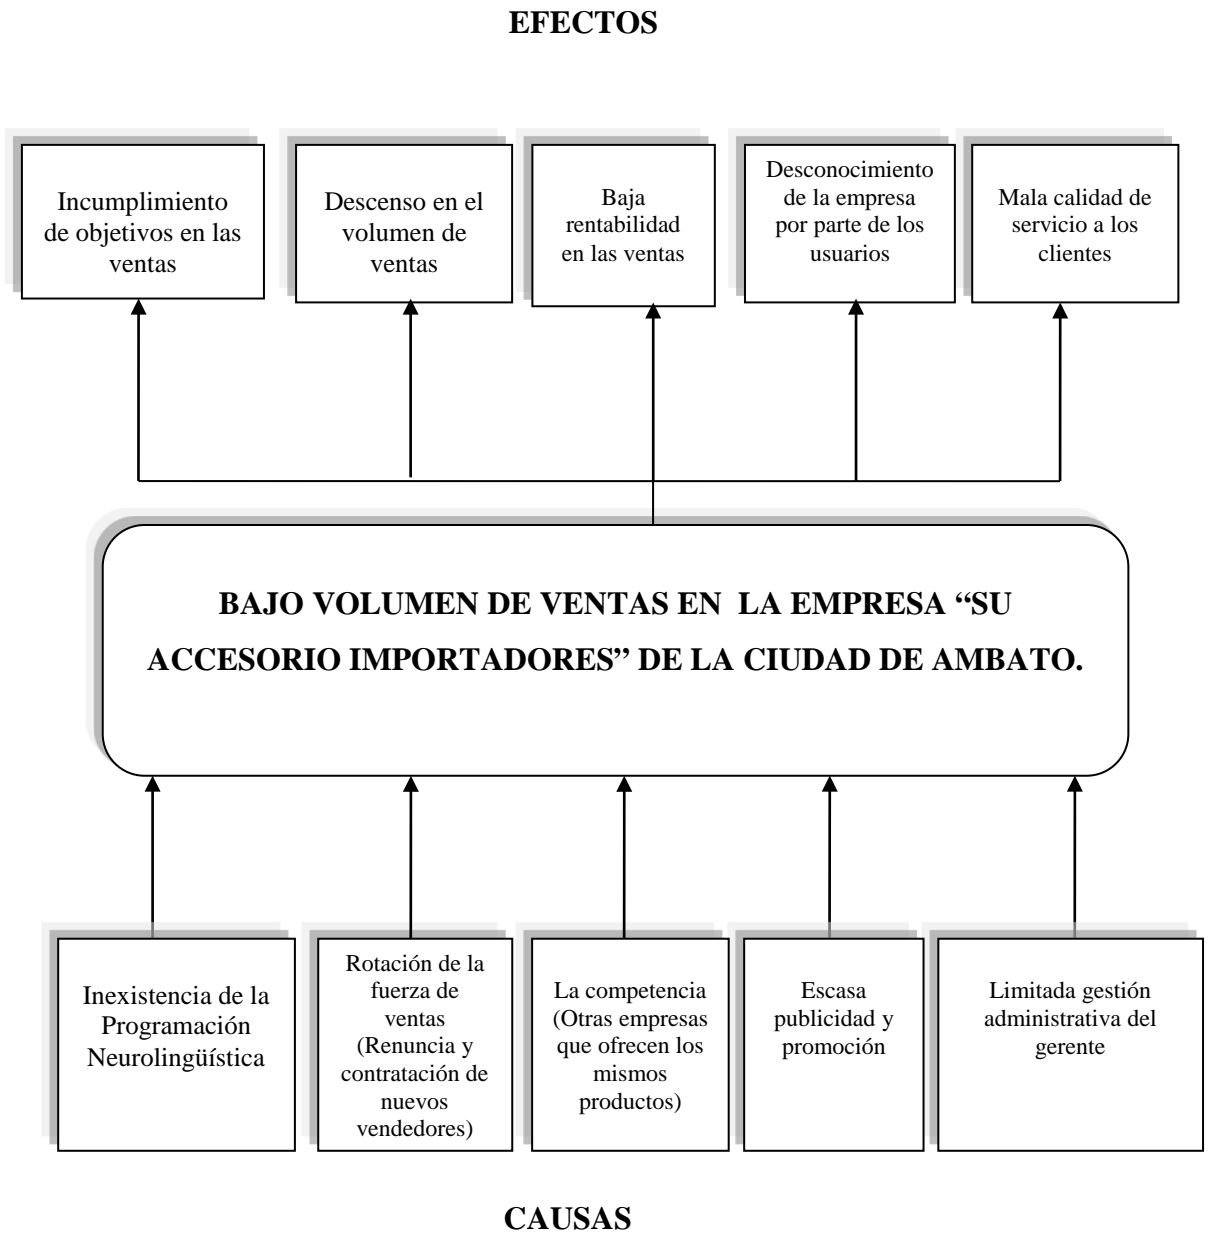 EFECTOS
Incumplimiento
de objetivos en las
ventas
Descenso en el
volumen de
ventas
Baja
rentabilidad
en las ventas
Desconocimiento
de la empresa
por parte de los
usuarios
Mala calidad de
servicio a los
clientes
BAJO VOLUMEN DE VENTAS EN LA EMPRESA “SU
ACCESORIO IMPORTADORES” DE LA CIUDAD DE AMBATO.
Inexistencia de la
Programación
Neurolingüística
Rotación de la
fuerza de
ventas
(Renuncia y
contratación de
nuevos
vendedores)
La competencia
(Otras empresas
que ofrecen los
mismos
productos)
Escasa
publicidad y
promoción
Limitada gestión
administrativa del
gerente
CAUSAS